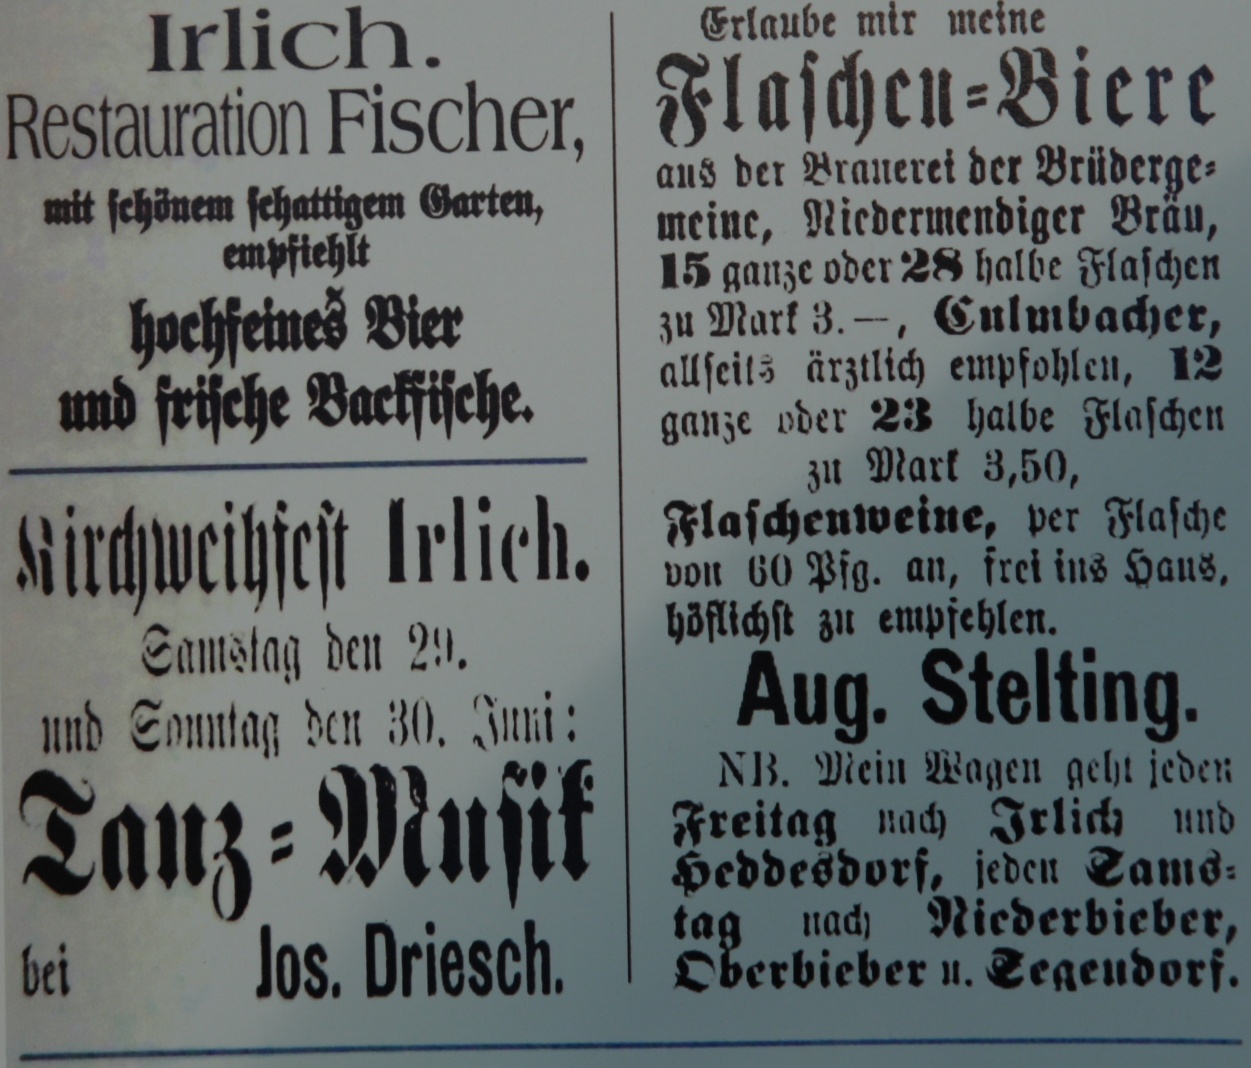 Irlich.
Restauration Fischer,
mit schönem schattigem Garten,
empfiehlt
hochfeines Bier
und frische Backfische.
Kirchweihfest Irlich.
Samstag den 29.
und Sonntag den 30. Juni:
Tanz-Musik
bei Jos. Driesch.
Erlaube mir meine
Flaschen-Biere
aus der Brauerei der Brüderge-
meine, Niedermendiger Bräu,
15 ganze oder 28 halbe Flaschen
zu Mark 3.—, Culmbacher,
allseits ärztlich empfohlen, 12
ganze oder 23 halbe Flaschen
zu Mark 3,50,
Flaschenweine, per Flasche
von 60 Pfg. an, frei ins Haus,
höflichst zu empfehlen.
Aug. Stelting.
NB. Mein Wagen geht jeden
Freitag nach Irlich und
Heddesdorf, jeden Sams-
tag nach Niederbieber,
Oberbieber u. Segendorf.